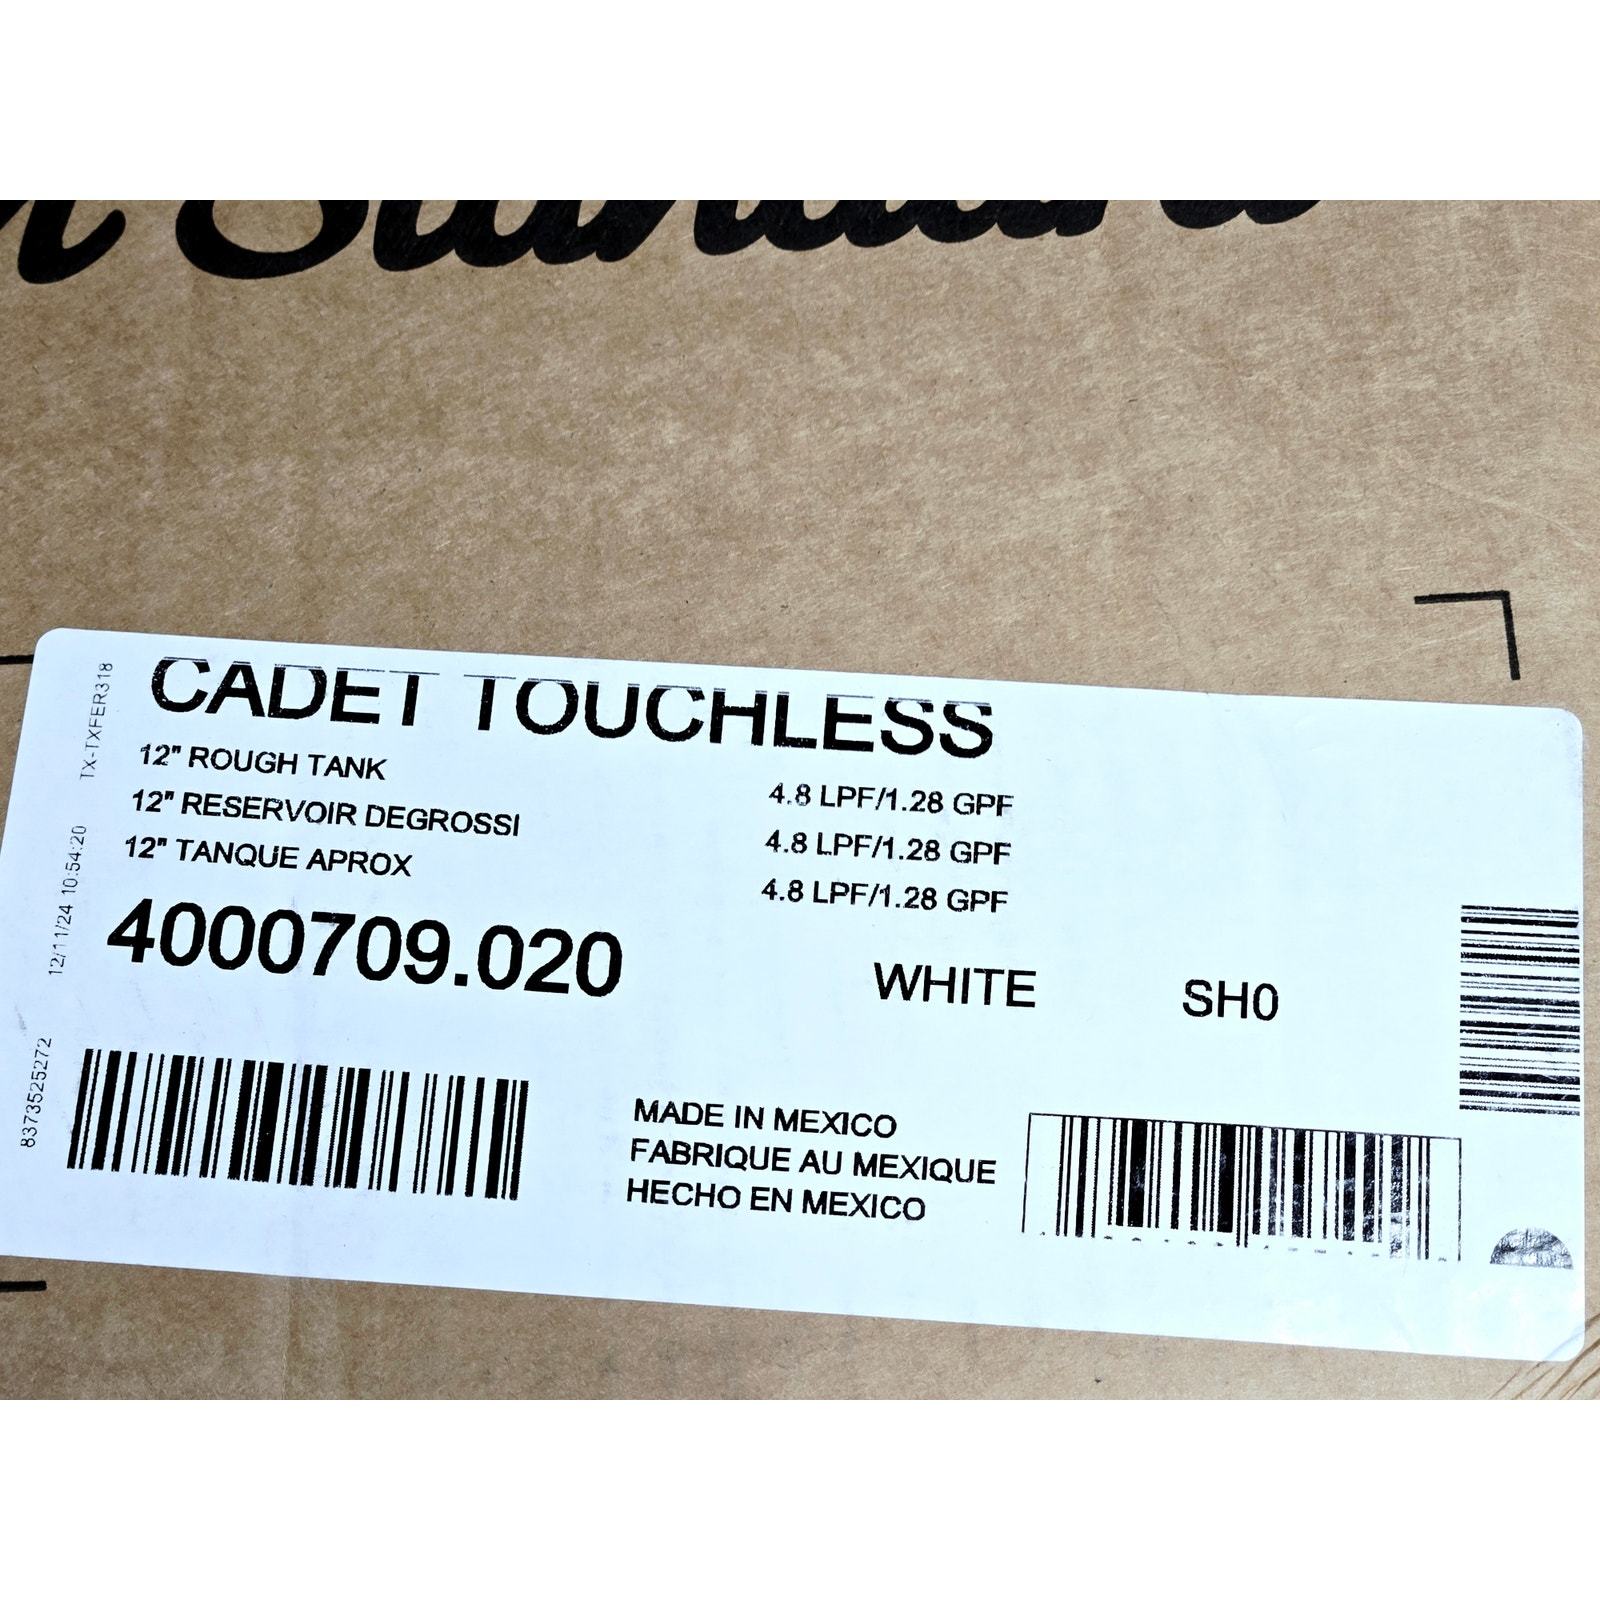 n Standard
CADET TOUCHLESS
12" ROUGH TANK
4.8 LPF/1.28 GPF
12" RESERVOIR DEGROSSI
4.8 LPF/1.28 GPF
12" TANQUE APROX
4.8 LPF/1.28 GPF
4000709.020
WHITE
SH0
MADE IN MEXICO
FABRIQUE AU MEXIQUE
HECHO EN MEXICO
8373525272
12/11/24 10:54:20
TX-TXFER318